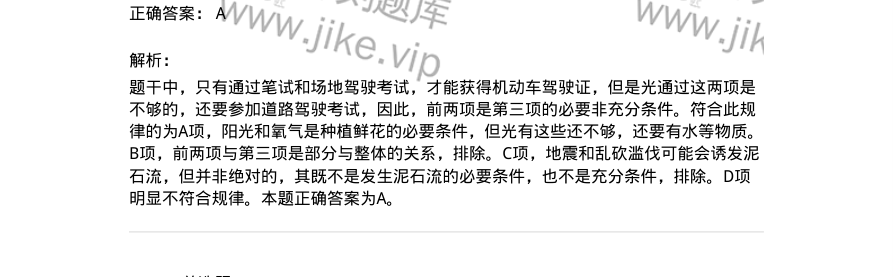 正确答案： A
题库
www.jike.vip
www.jik
解析：
题干中，只有通过笔试和场地驾驶考试，才能获得机动车驾驶证，但是光通过这两项是
不够的，还要参加道路驾驶考试，因此，前两项是第三项的必要非充分条件。符合此规
律的为A项，阳光和氧气是种植鲜花的必要条件，但光有这些还不够，还要有水等物质。
B项，前两项与第三项是部分与整体的关系，排除。C项，地震和乱砍滥伐可能会诱发泥
石流，但并非绝对的，其既不是发生泥石流的必要条件，也不是充分条件，排除。D项
明显不符合规律。本题正确答案为A。